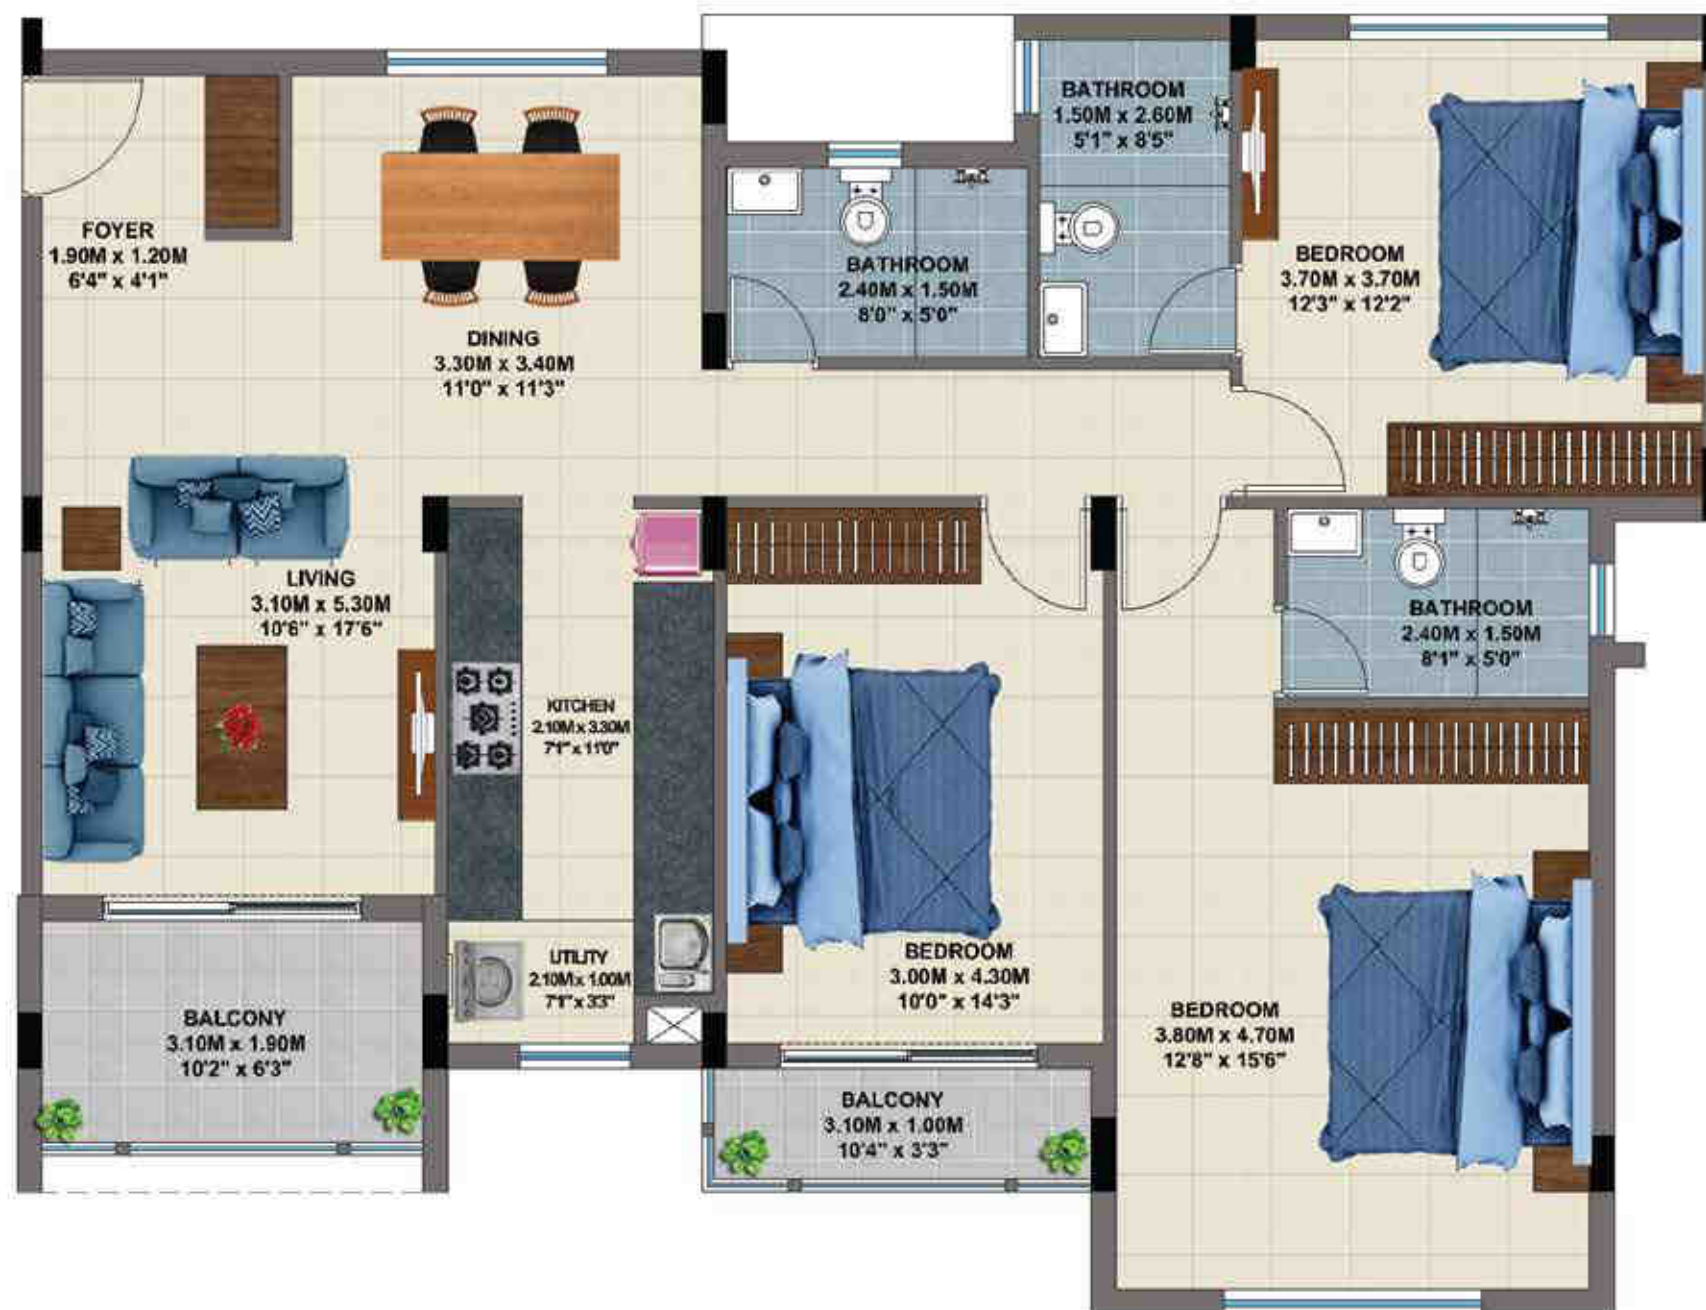 BATHROOM
1.50M x 2.60M
5'1" x 8'5"
FOYER
1.90M x 1.20M
6'4" x 4'1"
BATHROOM
2.40M x 1.50M
8'0" x 5'0"
BEDROOM
3.70M x 3.70M
12'3" x 12'2"
DINING
3.30M x 3.40M
11'0" x 11'3"
LIVING
3.10M x 5.30M
10'6" x 17'6"
BATHROOM
2.40M x 1.50M
8'1" x 5'0"
KITCHEN
2.10M x 3.30M
7'1" x 11'0"
UTILITY
2.10M x 1.00M
7'1" x 3'3"
BEDROOM
3.00M x 4.30M
10'0" x 14'3"
BALCONY
3.10M x 1.90M
10'2" x 6'3"
BEDROOM
3.80M x 4.70M
12'8" x 15'6"
BALCONY
3.10M x 1.00M
10'4" x 3'3"